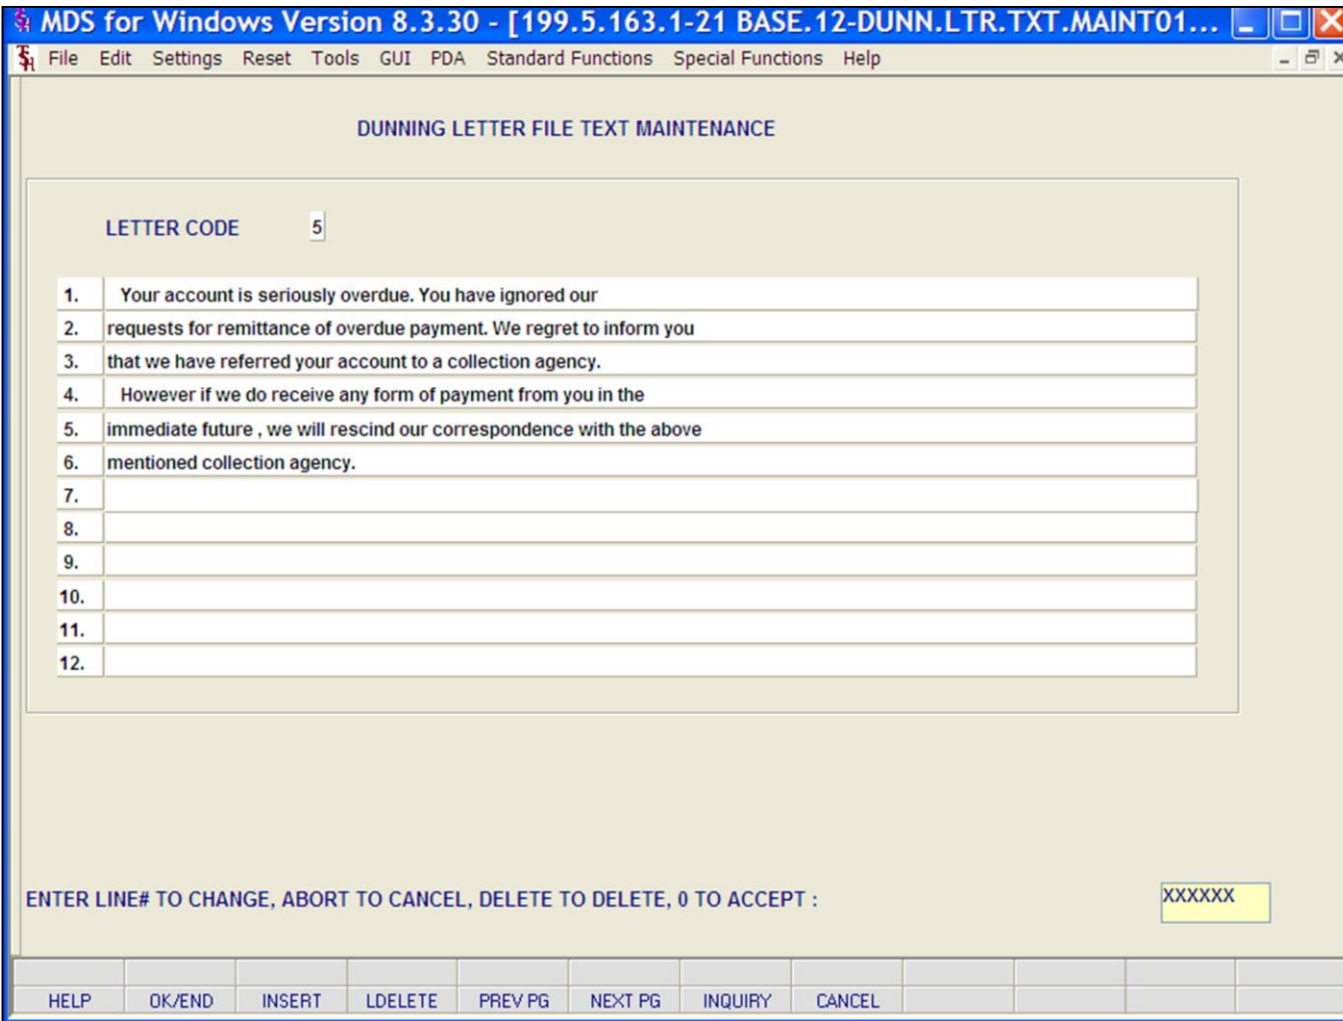 MDS for Windows Version 8.3.30 - [199.5.163.1-21 BASE.12-DUNN.LTR.TXT.MAINT01...
File Edit Settings Reset Tools GUI PDA Standard Functions Special Functions Help
DUNNING LETTER FILE TEXT MAINTENANCE
LETTER CODE 5
1. Your account is seriously overdue. You have ignored our
2. requests for remittance of overdue payment. We regret to inform you
3. that we have referred your account to a collection agency.
4. However if we do receive any form of payment from you in the
5. immediate future , we will rescind our correspondence with the above
6. mentioned collection agency.
7.
8.
9.
10.
11.
12.
ENTER LINE# TO CHANGE, ABORT TO CANCEL, DELETE TO DELETE, 0 TO ACCEPT : XXXXXX
HELP OK/END INSERT LDELETE PREV PG NEXT PG INQUIRY CANCEL